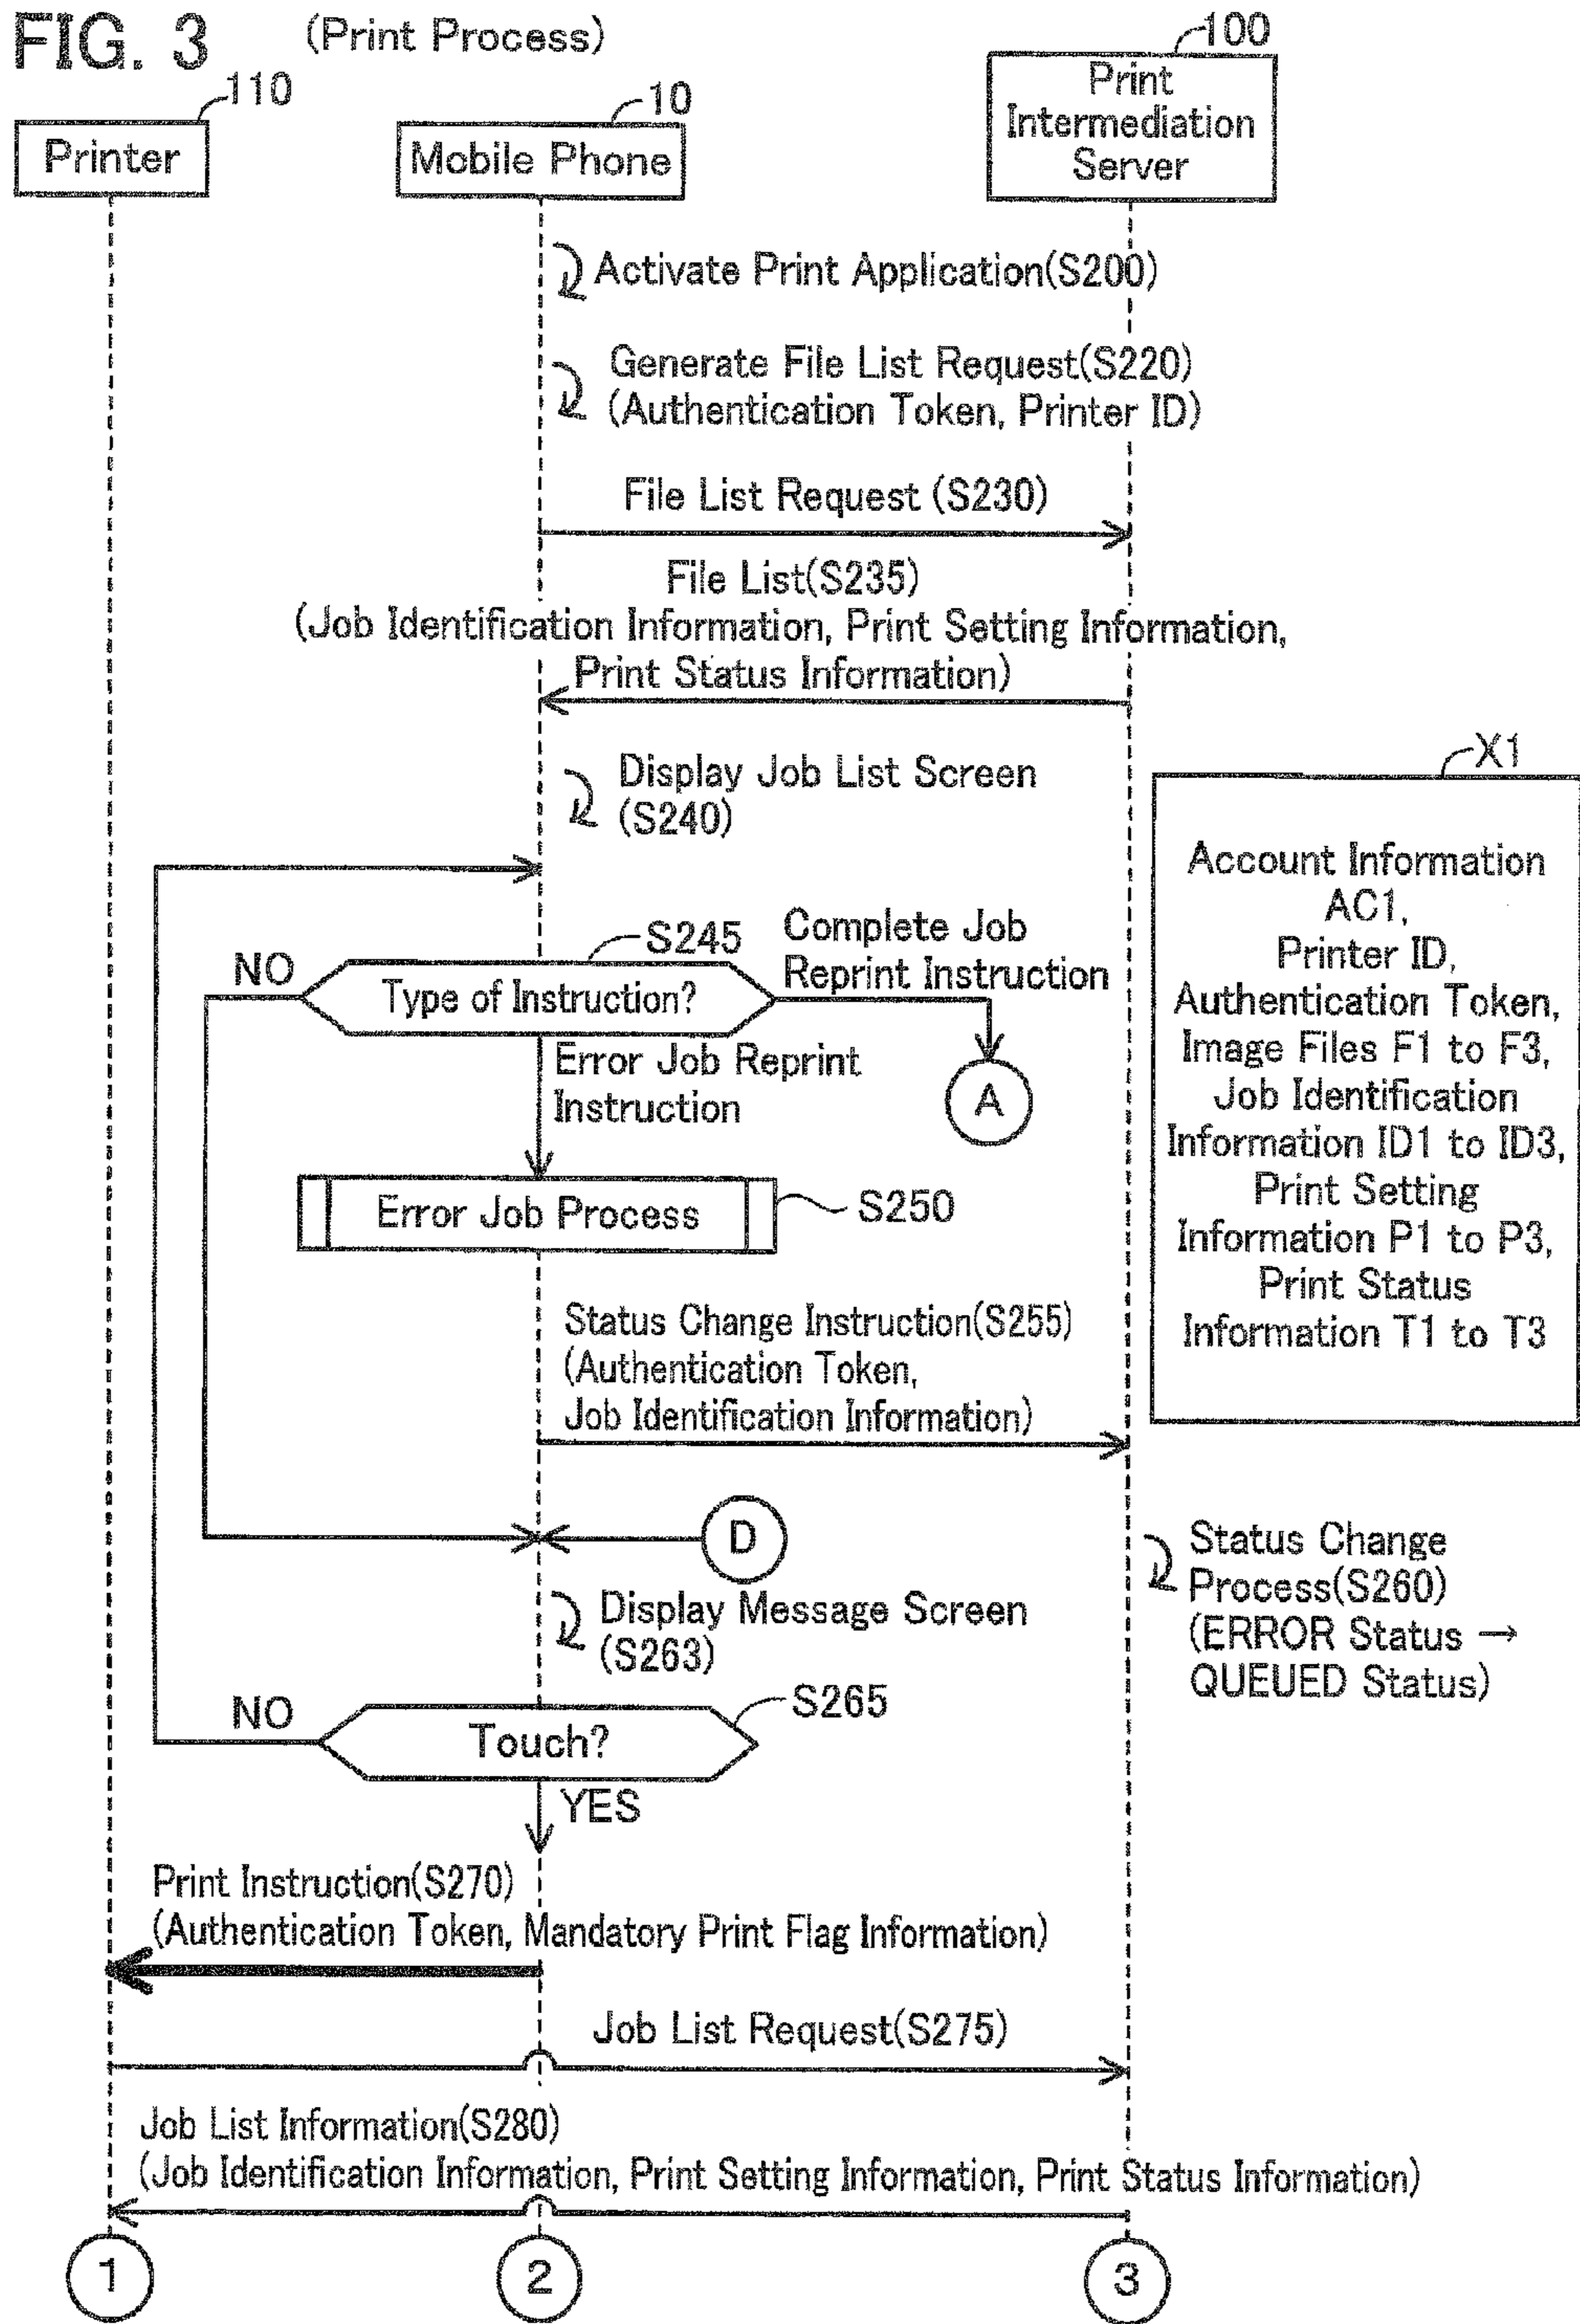 FIG. 3 (Print Process)
100
110
10
Print
Intermediation
Server
Printer
Mobile Phone
Activate Print Application(S200)
Generate File List Request(S220)
(Authentication Token, Printer ID)
File List Request (S230)
File List(S235)
(Job Identification Information, Print Setting Information,
Print Status Information)
X1
Display Job List Screen
(S240)
Account Information
AC1,
Printer ID,
Authentication Token,
Image Files F1 to F3,
Job Identification
Information ID1 to ID3,
Print Setting
Information P1 to P3,
Print Status
Information T1 to T3
S245
Complete Job
Reprint Instruction
NO
Type of Instruction?
Error Job Reprint
Instruction
A
Error Job Process
S250
Status Change Instruction(S255)
(Authentication Token,
Job Identification Information)
D
Status Change
Process(S260)
(ERROR Status →
QUEUED Status)
Display Message Screen
(S263)
NO
S265
Touch?
YES
Print Instruction(S270)
(Authentication Token, Mandatory Print Flag Information)
Job List Request(S275)
Job List Information(S280)
(Job Identification Information, Print Setting Information, Print Status Information)
1
2
3